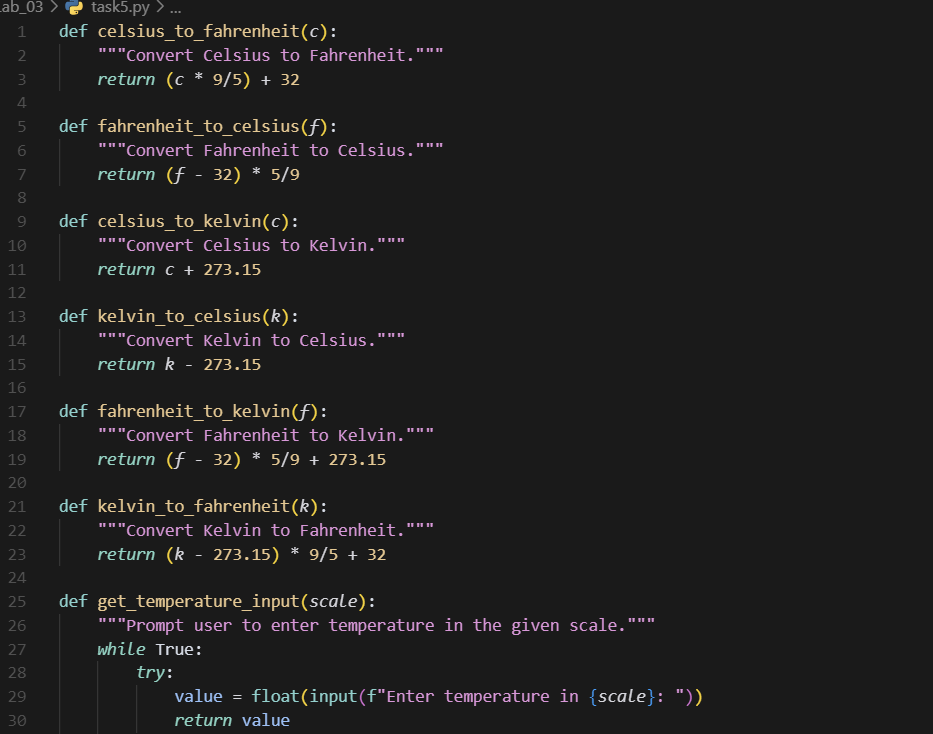 ab_03 > task5.py > ...
1 def celsius_to_fahrenheit(c):
2     """Convert Celsius to Fahrenheit."""
3     return (c * 9/5) + 32
4
5 def fahrenheit_to_celsius(f):
6     """Convert Fahrenheit to Celsius."""
7     return (f - 32) * 5/9
8
9 def celsius_to_kelvin(c):
10     """Convert Celsius to Kelvin."""
11     return c + 273.15
12
13 def kelvin_to_celsius(k):
14     """Convert Kelvin to Celsius."""
15     return k - 273.15
16
17 def fahrenheit_to_kelvin(f):
18     """Convert Fahrenheit to Kelvin."""
19     return (f - 32) * 5/9 + 273.15
20
21 def kelvin_to_fahrenheit(k):
22     """Convert Kelvin to Fahrenheit."""
23     return (k - 273.15) * 9/5 + 32
24
25 def get_temperature_input(scale):
26     """Prompt user to enter temperature in the given scale."""
27     while True:
28         try:
29             value = float(input(f"Enter temperature in {scale}: "))
30             return value